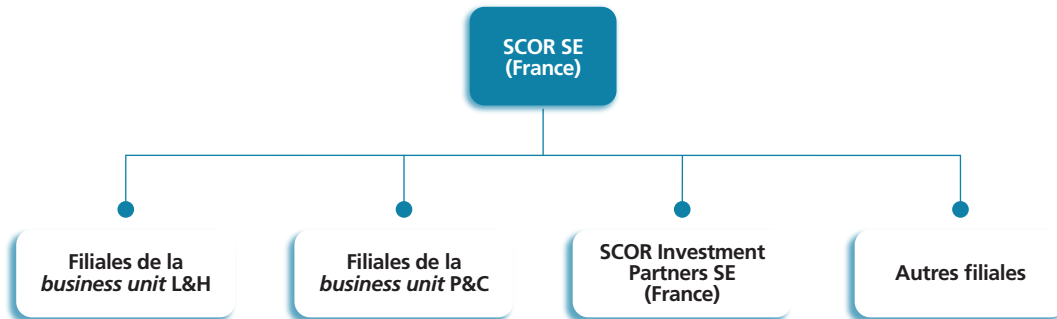 SCOR SE
(France)
Filiales de la
business unit L&H
Filiales de la
business unit P&C
SCOR Investment
Partners SE
(France)
Autres filiales